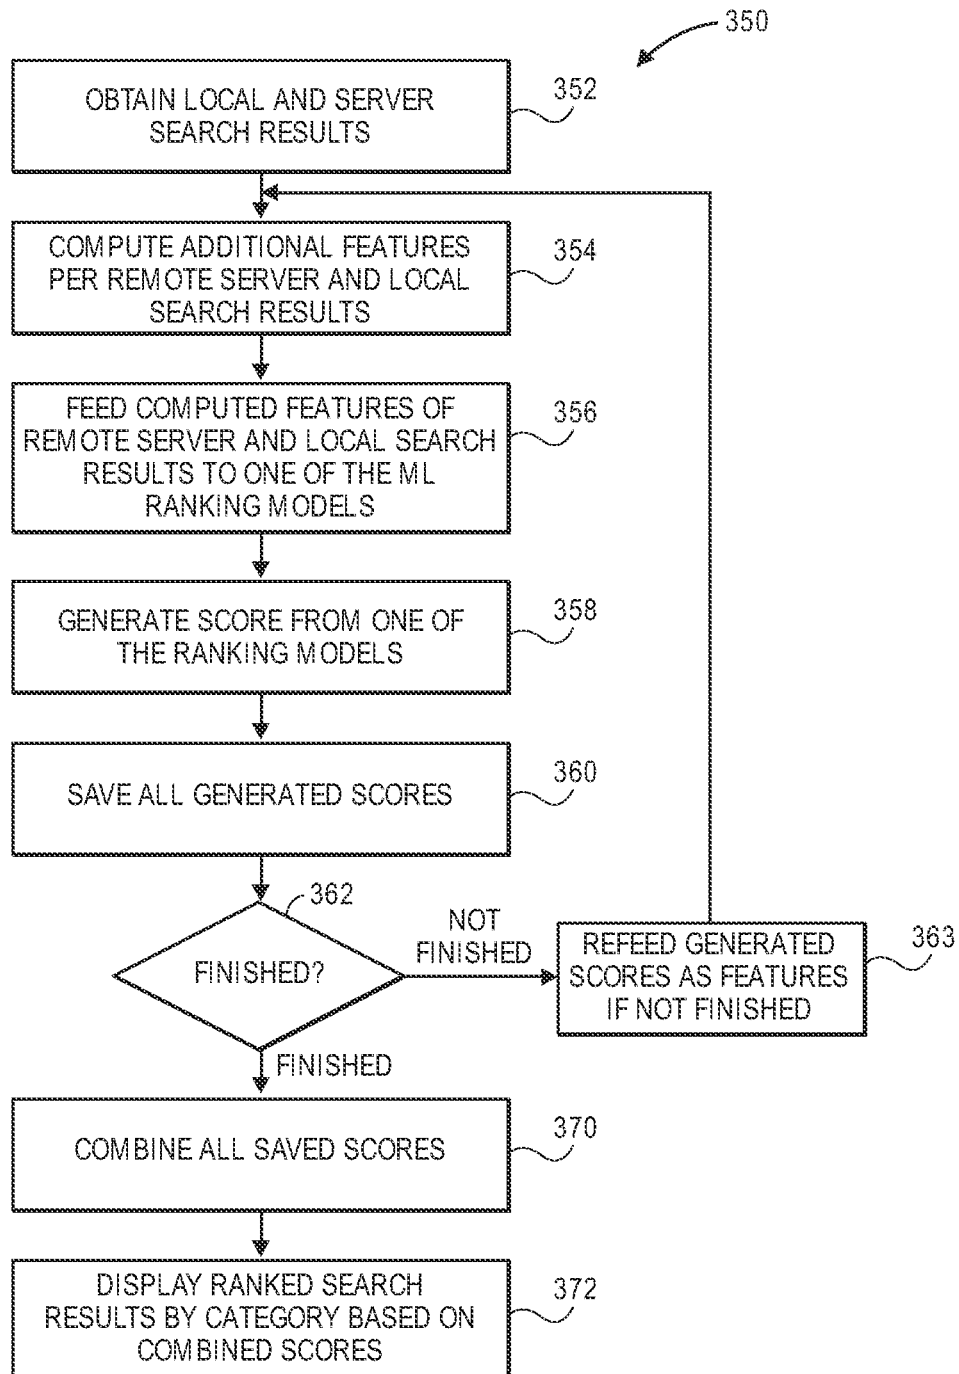 350
OBTAIN LOCAL AND SERVER
SEARCH RESULTS
352
COMPUTE ADDITIONAL FEATURES
PER REMOTE SERVER AND LOCAL
SEARCH RESULTS
354
FEED COMPUTED FEATURES OF
REMOTE SERVER AND LOCAL SEARCH
RESULTS TO ONE OF THE ML
RANKING MODELS
356
GENERATE SCORE FROM ONE OF
THE RANKING MODELS
358
SAVE ALL GENERATED SCORES
360
362
FINISHED?
NOT
FINISHED
REFEED GENERATED
SCORES AS FEATURES
IF NOT FINISHED
363
FINISHED
COMBINE ALL SAVED SCORES
370
DISPLAY RANKED SEARCH
RESULTS BY CATEGORY BASED ON
COMBINED SCORES
372